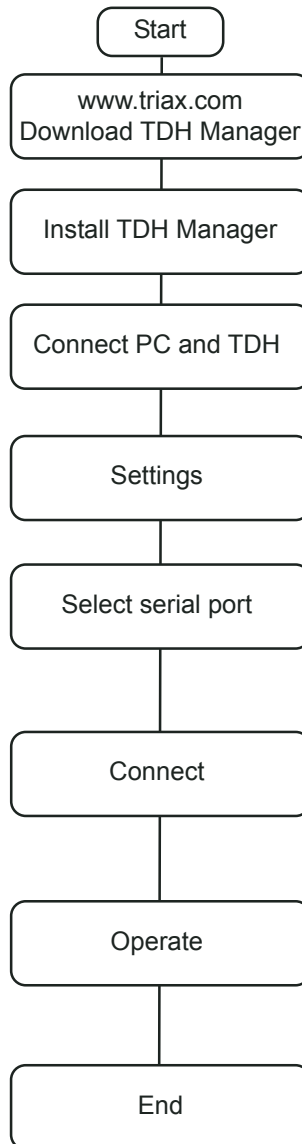 Start
www.triax.com
Download TDH Manager
Install TDH Manager
Connect PC and TDH
Settings
Select serial port
Connect
Operate
End